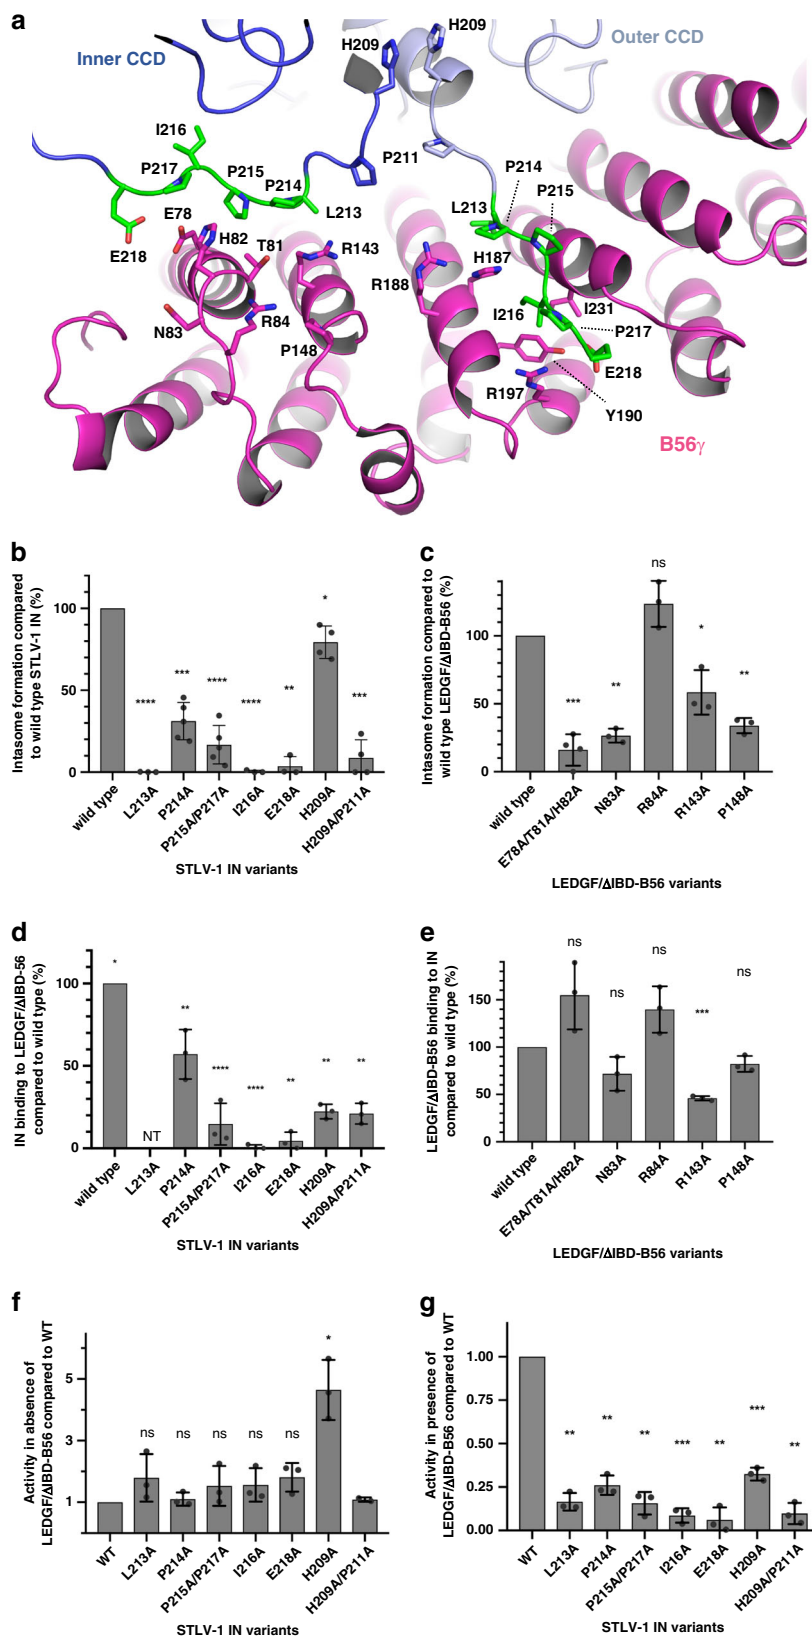 a
H209
H209
Inner CCD
Outer CCD
I216
P217
P215
P214
P211
L213
E78
H82
T81
E218
R143
N83
R84
P148
P214
P215
L213
R188
H187
I216
I231
P217
E218
R197
Y190
B56γ
b
Intasome formation compared
to wild type STLV-1 IN (%)
100
50
0
****
***
****
****
**
*
***
wild type
L213A
P214A
P215A/P217A
I216A
E218A
H209A
H209A/P211A
STLV-1 IN variants
c
Intasome formation compared to
wild type LEDGF/ΔIBD-B56 (%)
100
50
0
***
**
ns
*
**
wild type
E78A/T81A/H82A
N83A
R84A
R143A
P148A
LEDGF/ΔIBD-B56 variants
d
IN binding to LEDGF/ΔIBD-56
compared to wild type (%)
100
50
0
*
NT
**
****
****
**
**
**
wild type
L213A
P214A
P215A/P217A
I216A
E218A
H209A
H209A/P211A
STLV-1 IN variants
e
LEDGF/ΔIBD-B56 binding to IN
compared to wild type (%)
150
100
50
0
ns
ns
ns
***
ns
wild type
E78A/T81A/H82A
N83A
R84A
R143A
P148A
LEDGF/ΔIBD-B56 variants
f
Activity in absence of
LEDGF/ΔIBD-B56 compared to WT
5
3
1
ns
ns
ns
ns
ns
*
WT
L213A
P214A
P215A/P217A
I216A
E218A
H209A
H209A/P211A
STLV-1 IN variants
g
Activity in presence of
LEDGF/ΔIBD-B56 compared to WT
1.00
0.75
0.50
0.25
0.00
**
**
**
***
**
***
**
WT
L213A
P214A
P215A/P217A
I216A
E218A
H209A
H209A/P211A
STLV-1 IN variants